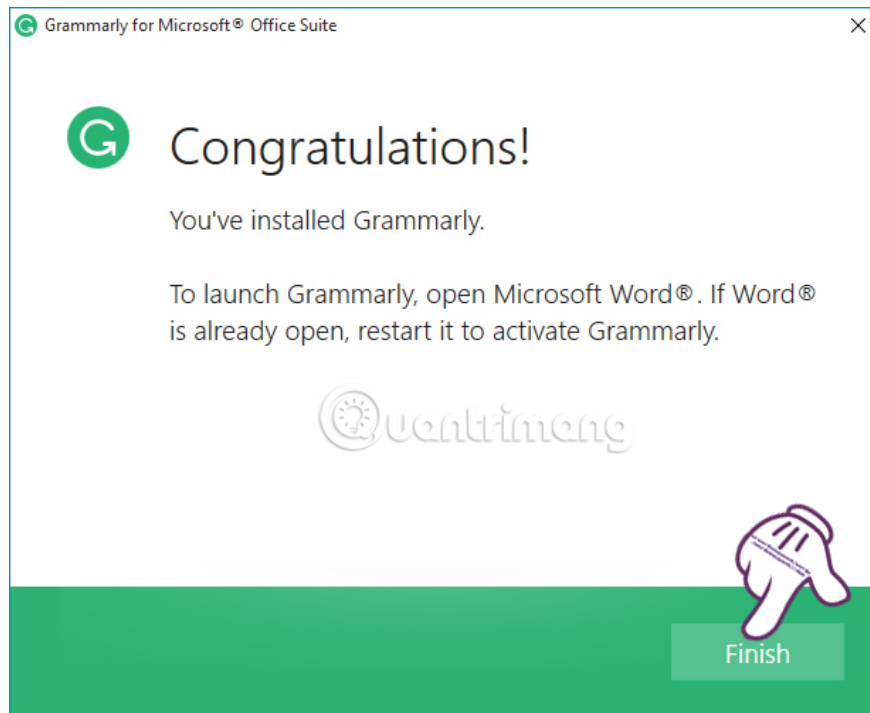 Grammarly for Microsoft® Office Suite
Congratulations!
You've installed Grammarly.
To launch Grammarly, open Microsoft Word®. If Word®
is already open, restart it to activate Grammarly.
Quantrimang
Finish